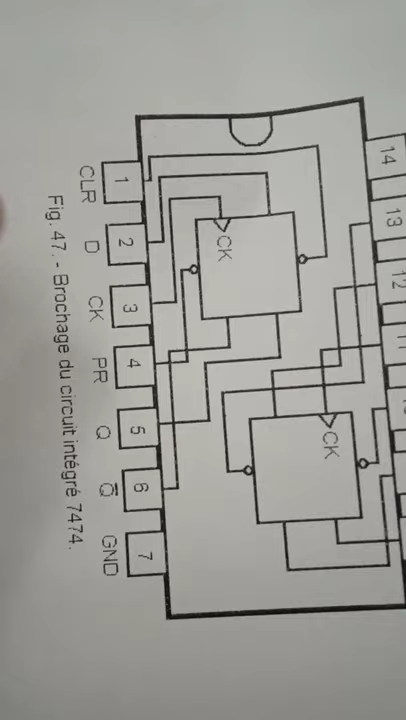 14
13
12
1
2
3
4
5
6
7
CLR
D
CK
PR
Q
Q̅
GND
CK
CK
Fig. 47. - Brochage du circuit intégré 7474.